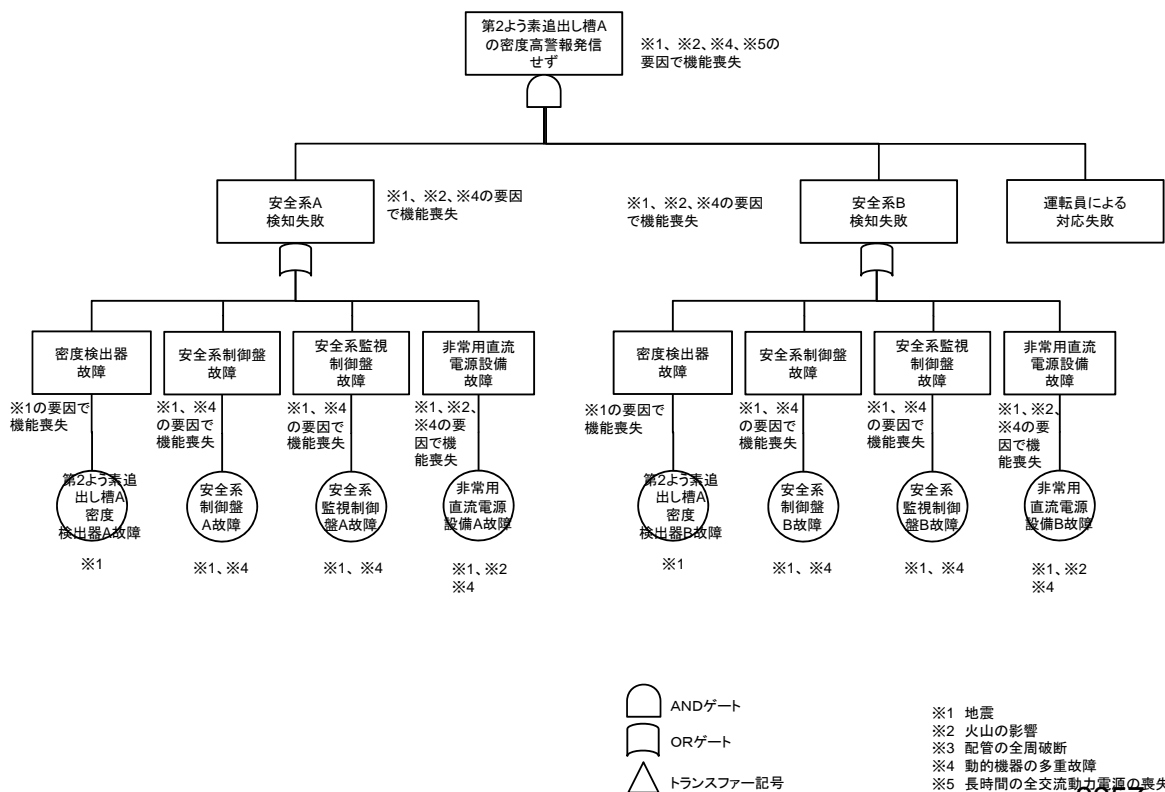 第2よう素追出し槽A
の密度高警報発信
せず
※1、※2、※4、※5の
要因で機能喪失
安全系A
検知失敗
※1、※2、※4の要因
で機能喪失
※1、※2、※4の要因
で機能喪失
安全系B
検知失敗
運転員による
対応失敗
密度検出器
故障
安全系制御盤
故障
安全系監視
制御盤
故障
非常用直流
電源設備
故障
密度検出器
故障
安全系制御盤
故障
安全系監視
制御盤
故障
非常用直流
電源設備
故障
※1の要因で
機能喪失
※1、※4
の要因で
機能喪失
※1、※4
の要因で
機能喪失
※1、※2、
※4の要
因で機
能喪失
※1の要因で
機能喪失
※1、※4
の要因で
機能喪失
※1、※4
の要因で
機能喪失
※1、※2、
※4の要
因で機
能喪失
第2よう素追
出し槽A
密度
検出器A故障
安全系
制御盤
A故障
安全系
監視制御
盤A故障
非常用
直流電源
設備A故障
第2よう素追
出し槽A
密度
検出器B故障
安全系
制御盤
B故障
安全系
監視制御
盤B故障
非常用
直流電源
設備B故障
※1
※1、※4
※1、※4
※1、※2
※4
※1
※1、※4
※1、※4
※1、※2
※4
ANDゲート
ORゲート
トランスファー記号
※1 地震
※2 火山の影響
※3 配管の全周破断
※4 動的機器の多重故障
※5 長時間の全交流動力電源の喪失